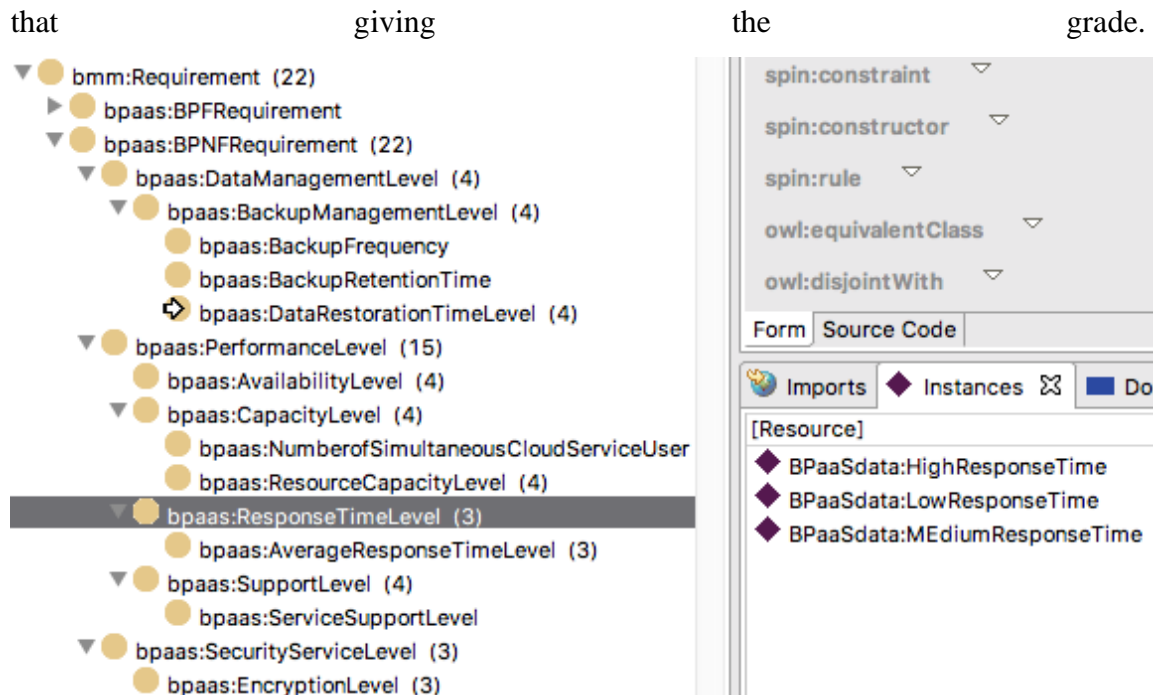 that giving the grade.
bmm:Requirement (22)
bpaas:BPFRequirement
bpaas:BPNFRequirement (22)
bpaas:DataManagementLevel (4)
bpaas:BackupManagementLevel (4)
bpaas:BackupFrequency
bpaas:BackupRetentionTime
bpaas:DataRestorationTimeLevel (4)
bpaas:PerformanceLevel (15)
bpaas:AvailabilityLevel (4)
bpaas:CapacityLevel (4)
bpaas:NumberofSimultaneousCloudServiceUser
bpaas:ResourceCapacityLevel (4)
bpaas:ResponseTimeLevel (3)
bpaas:AverageResponseTimeLevel (3)
bpaas:SupportLevel (4)
bpaas:ServiceSupportLevel
bpaas:SecurityServiceLevel (3)
bpaas:EncryptionLevel (3)
spin:constraint
spin:constructor
spin:rule
owl:equivalentClass
owl:disjointWith
Form Source Code
Imports Instances Do
[Resource]
BPaaSdata:HighResponseTime
BPaaSdata:LowResponseTime
BPaaSdata:MEdiumResponseTime